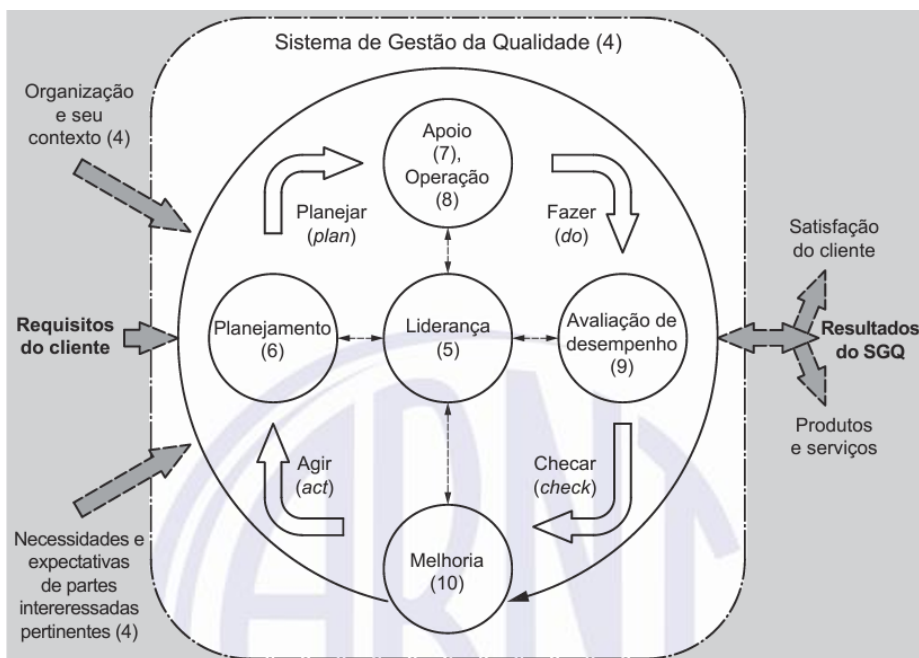 Sistema de Gestão da Qualidade (4)
Organização
e seu
contexto (4)
Apoio
(7),
Operação
(8)
Planejar
(plan)
Fazer
(do)
Satisfação
do cliente
Requisitos
do cliente
Planejamento
(6)
Liderança
(5)
Avaliação de
desempenho
(9)
Resultados
do SGQ
Produtos
e serviços
Agir
(act)
Checar
(check)
Necessidades e
expectativas
de partes
intereressadas
pertinentes (4)
Melhoria
(10)
ABNT